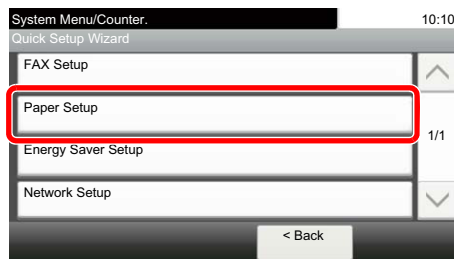 System Menu/Counter. 10:10
Quick Setup Wizard
FAX Setup
Paper Setup
1/1
Energy Saver Setup
Network Setup
< Back